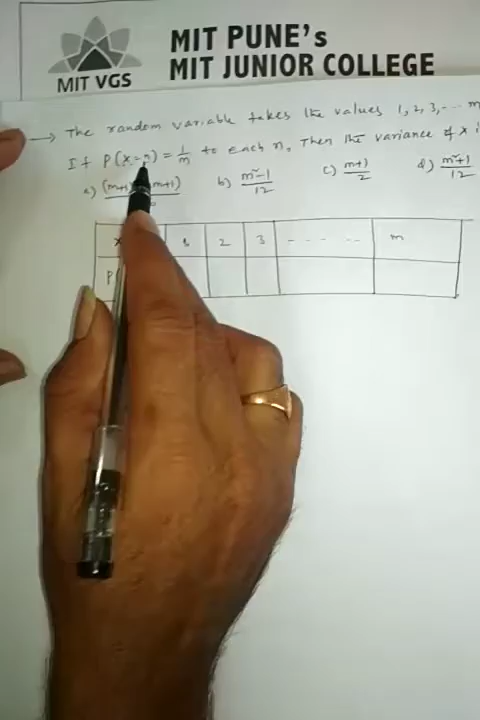 MIT VGS
MIT PUNE's
MIT JUNIOR COLLEGE
→ The random variable takes the values 1, 2, 3, ... m
If P(x=n) = 1/m to each n, Then the variance of x
a) b) m²-1/12 c) m+1/2 d) m²+1/12
x 2 3 ------ m
P(